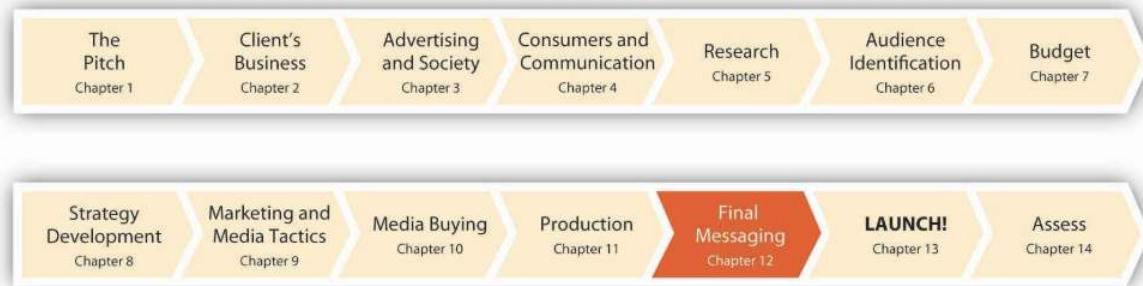 The
Pitch
Chapter 1
Client's
Business
Chapter 2
Advertising
and Society
Chapter 3
Consumers and
Communication
Chapter 4
Research
Chapter 5
Audience
Identification
Chapter 6
Budget
Chapter 7
Strategy
Development
Chapter 8
Marketing and
Media Tactics
Chapter 9
Media Buying
Chapter 10
Production
Chapter 11
Final
Messaging
Chapter 12
LAUNCH!
Chapter 13
Assess
Chapter 14